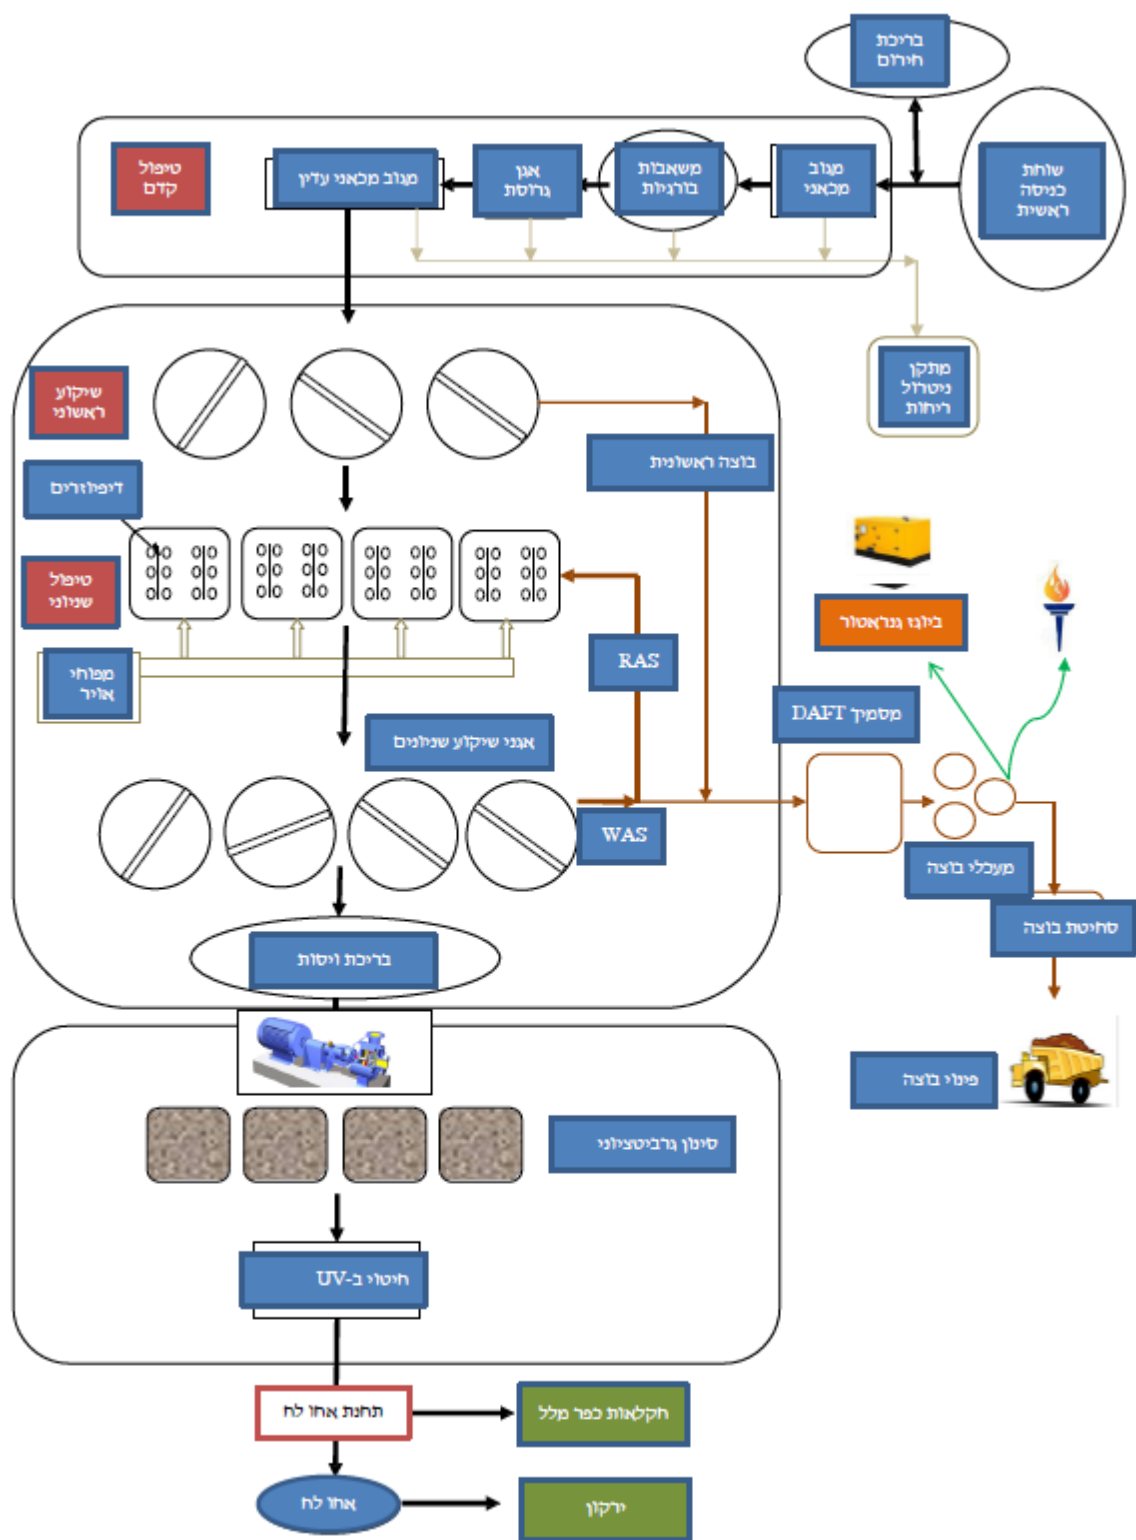 בריכת
חירום
שוחת
כניסה
ראשית
מגוב
מכאני
משאבות
בורגיות
אגן
גרוסת
מגוב מכאני עדין
טיפול
קדם
מתקן
ניטרול
ריחות
שיקוע
ראשוני
בוצה ראשונית
דיפיוזרים
טיפול
שניוני
מפוחי
אויר
RAS
ביוגז גנראטור
מסמיך DAFT
אגני שיקוע שניונים
WAS
מעכלי בוצה
סחיטת בוצה
בריכת ויסות
פינוי בוצה
סינון גרביטציוני
חיטוי ב-UV
תחנת אחו לח
חקלאות כפר מלל
אחו לח
ירקון